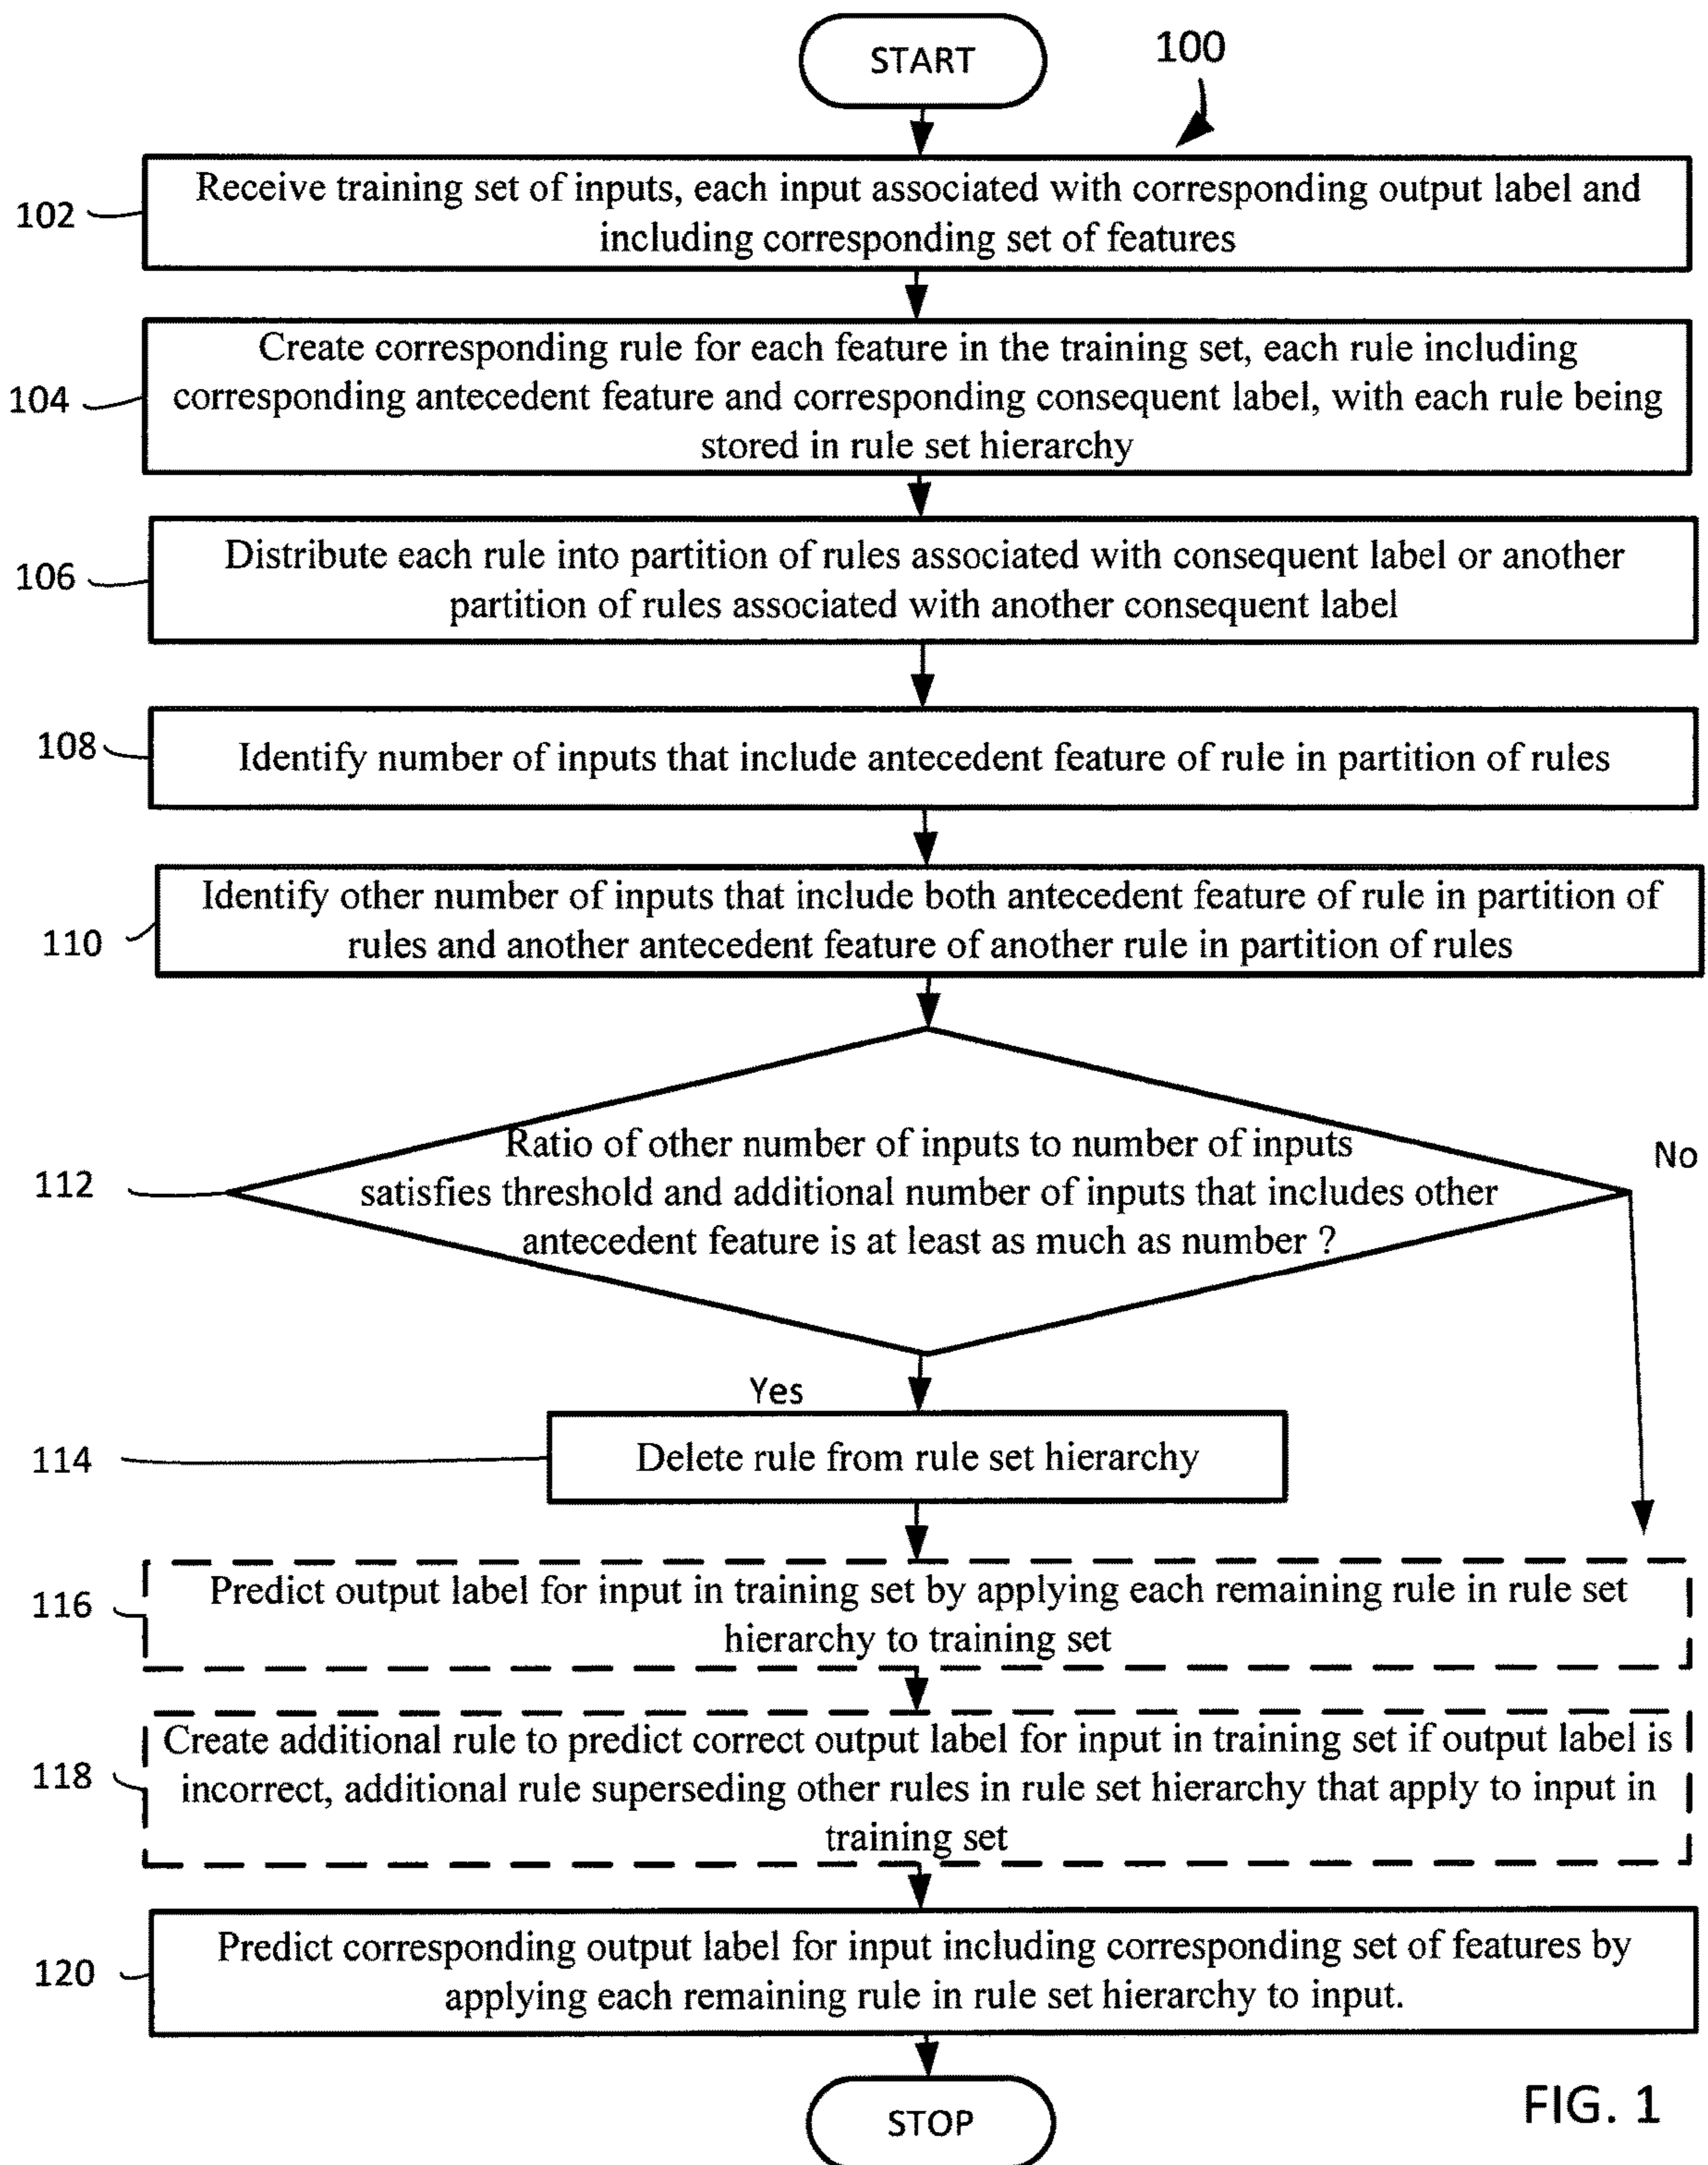 START
100
102
Receive training set of inputs, each input associated with corresponding output label and
including corresponding set of features
104
Create corresponding rule for each feature in the training set, each rule including
corresponding antecedent feature and corresponding consequent label, with each rule being
stored in rule set hierarchy
106
Distribute each rule into partition of rules associated with consequent label or another
partition of rules associated with another consequent label
108
Identify number of inputs that include antecedent feature of rule in partition of rules
110
Identify other number of inputs that include both antecedent feature of rule in partition of
rules and another antecedent feature of another rule in partition of rules
112
Ratio of other number of inputs to number of inputs
satisfies threshold and additional number of inputs that includes other
antecedent feature is at least as much as number ?
No
Yes
114
Delete rule from rule set hierarchy
116
Predict output label for input in training set by applying each remaining rule in rule set
hierarchy to training set
118
Create additional rule to predict correct output label for input in training set if output label is
incorrect, additional rule superseding other rules in rule set hierarchy that apply to input in
training set
120
Predict corresponding output label for input including corresponding set of features by
applying each remaining rule in rule set hierarchy to input.
STOP
FIG. 1